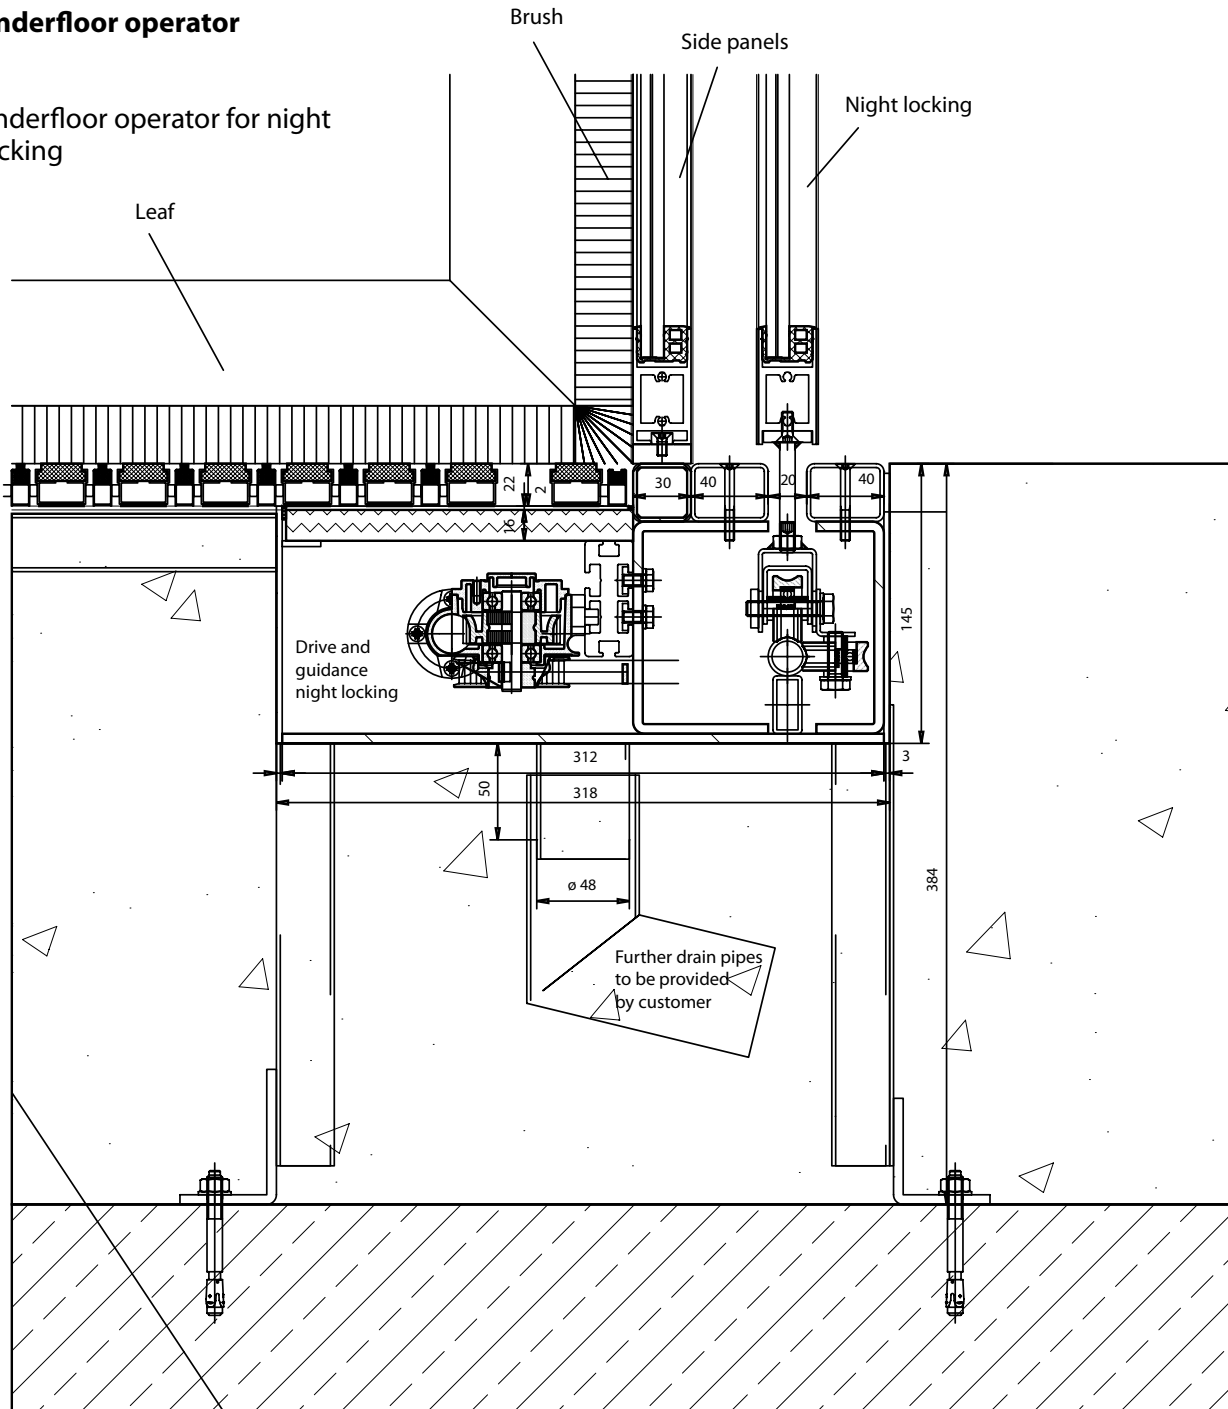 nderfloor operator
Brush
Side panels
Night locking
nderfloor operator for night
cking
Leaf
22
2
16
30
40
20
40
145
Drive and
guidance
night locking
312
3
50
318
ø 48
384
Further drain pipes
to be provided
by customer